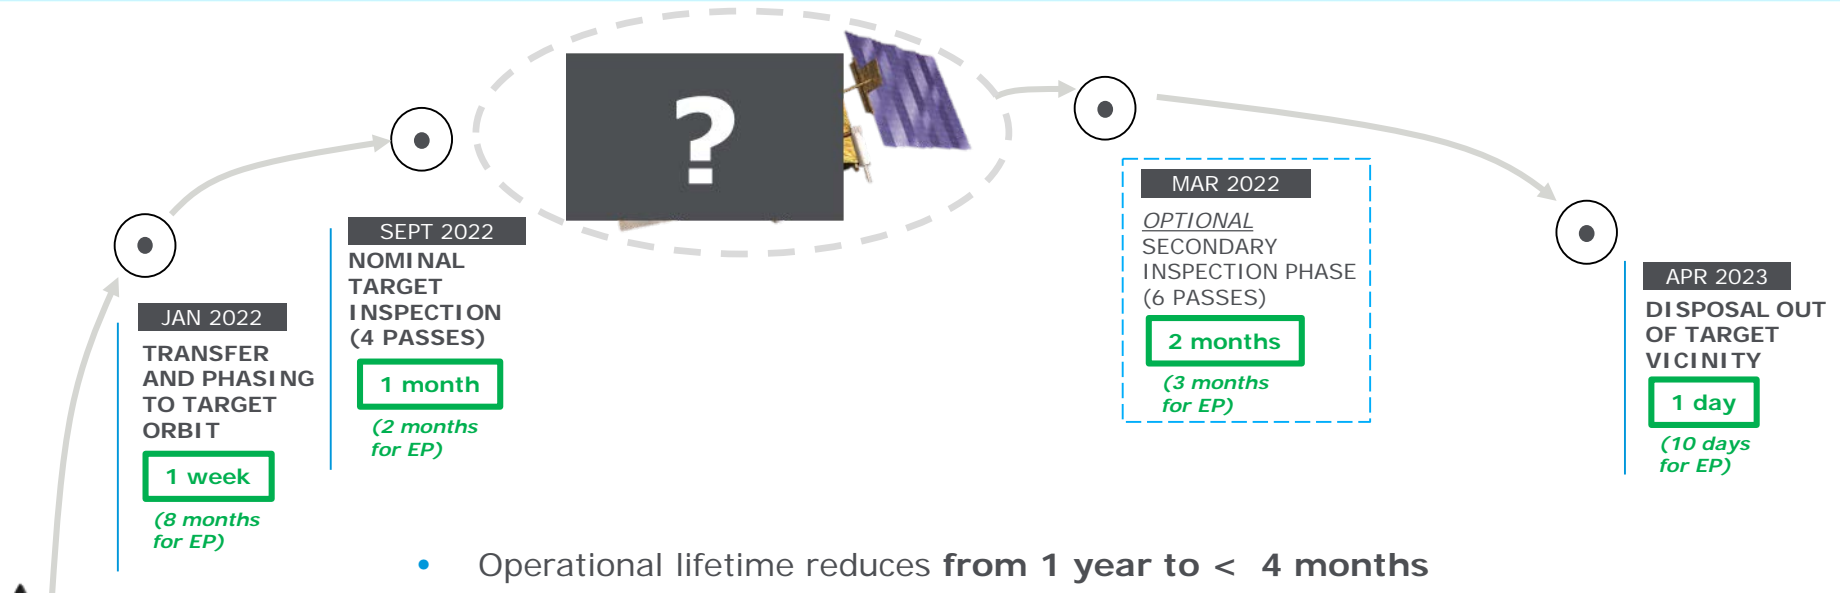 ?
JAN 2022
TRANSFER
AND PHASING
TO TARGET
ORBIT
1 week
(8 months
for EP)
SEPT 2022
NOMINAL
TARGET
INSPECTION
(4 PASSES)
1 month
(2 months
for EP)
MAR 2022
OPTIONAL
SECONDARY
INSPECTION PHASE
(6 PASSES)
2 months
(3 months
for EP)
APR 2023
DISPOSAL OUT
OF TARGET
VICINITY
1 day
(10 days
for EP)
• Operational lifetime reduces from 1 year to < 4 months